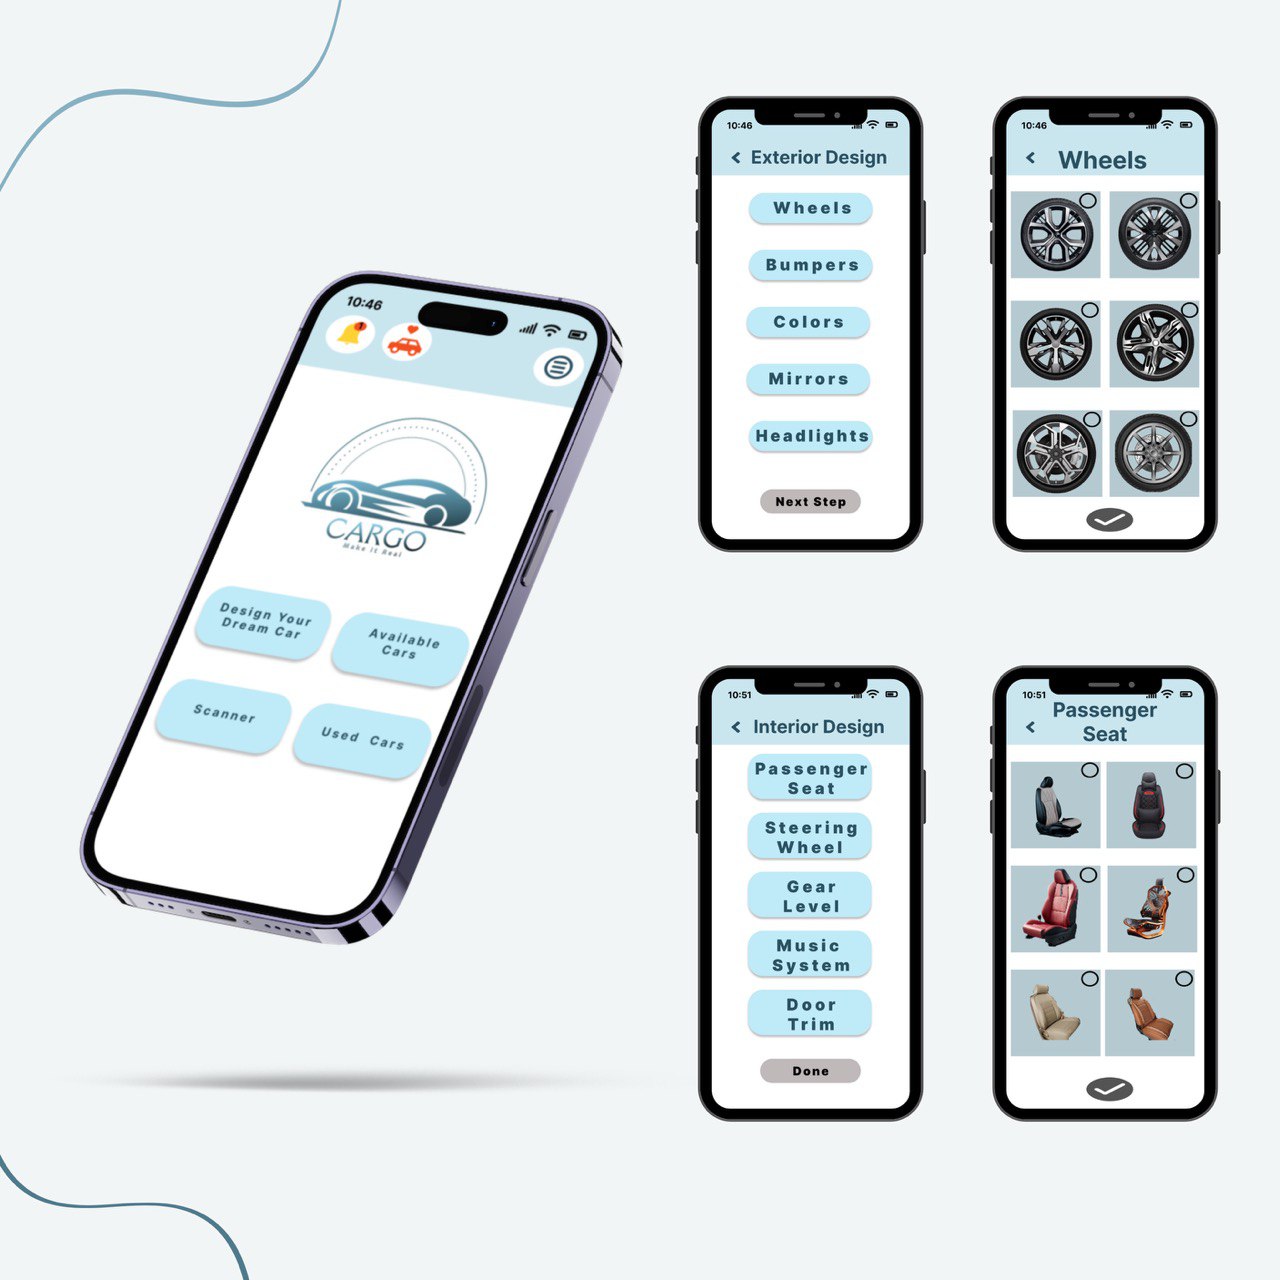 10:46
CARGO
Make It Real
Design Your
Dream Car
Available
Cars
Scanner
Used Cars
10:46
Exterior Design
Wheels
Bumpers
Colors
Mirrors
Headlights
Next Step
10:46
Wheels
10:51
Interior Design
Passenger
Seat
Steering
Wheel
Gear
Level
Music
System
Door
Trim
Done
10:51
Passenger
Seat